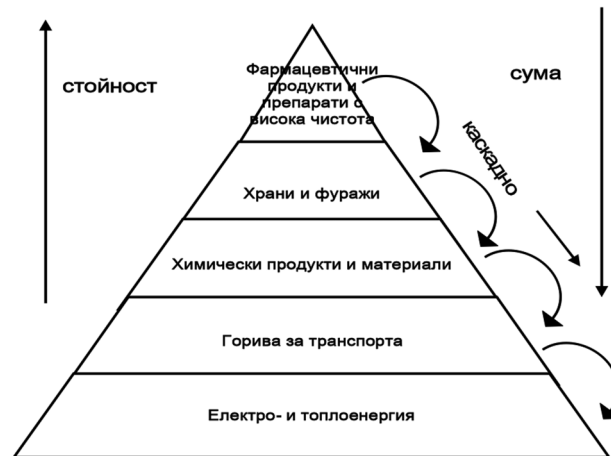 стойност
сума
Фармацевтични
продукти и
препарати с
висока чистота
каскадно
Храни и фуражи
Химически продукти и материали
Горива за транспорта
Електро- и топлоенергия